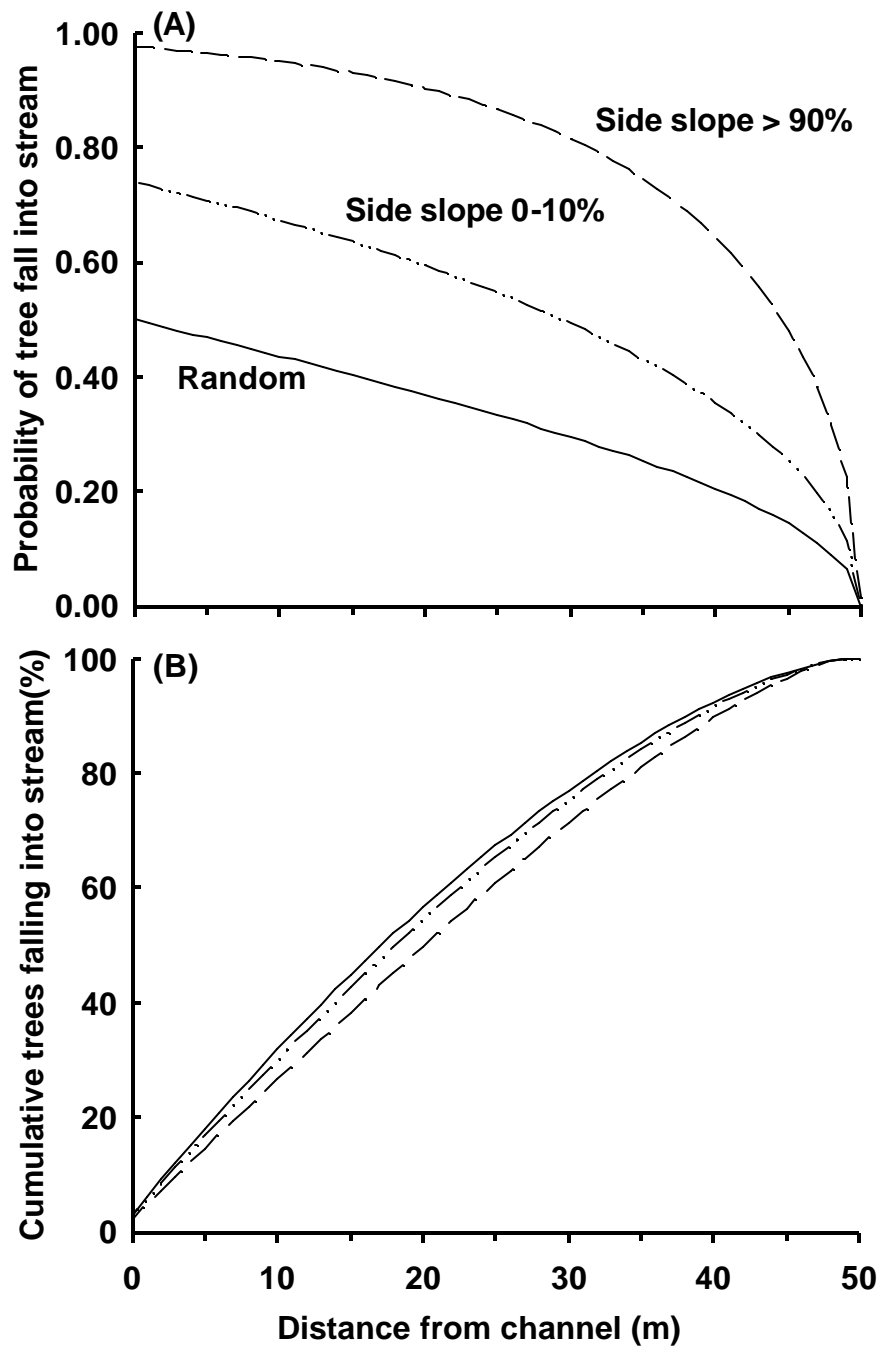 (A)
1.00
0.80
0.60
0.40
0.20
0.00
Probability of tree fall into stream
Side slope > 90%
Side slope 0-10%
Random
(B)
100
80
60
40
20
0
Cumulative trees falling into stream(%)
0 10 20 30 40 50
Distance from channel (m)